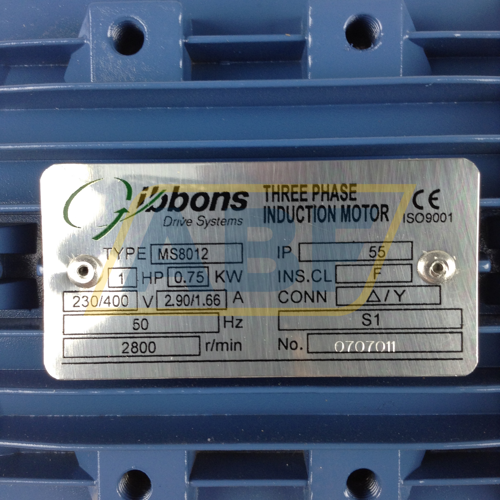 Gibbons
Drive Systems
THREE PHASE
INDUCTION MOTOR
CE
ISO9001
TYPE MS8012
1 HP 0.75 KW
230/400 V 2.90/1.66 A
50 Hz
2800 r/min
IP 55
INS.CL F
CONN △/Y
S1
No. 0707011
ABF